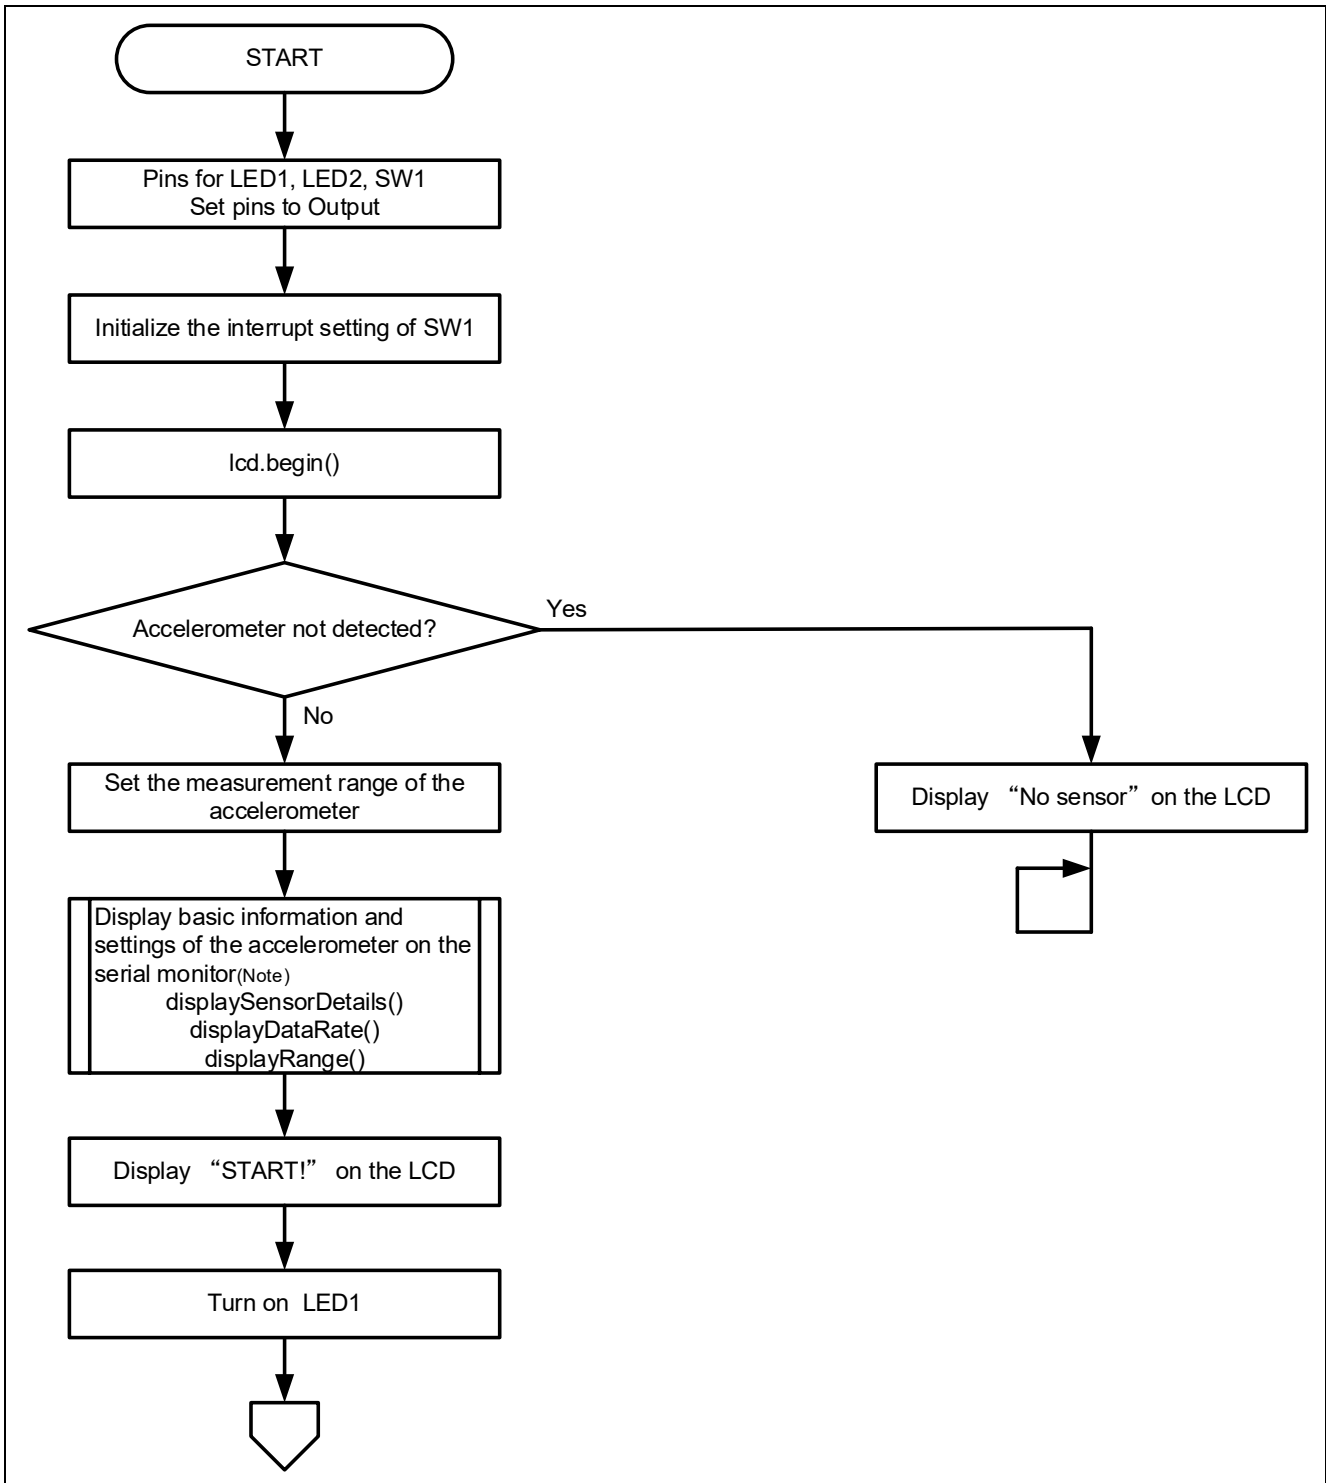 START
Pins for LED1, LED2, SW1
Set pins to Output
Initialize the interrupt setting of SW1
lcd.begin()
Accelerometer not detected?
Yes
No
Set the measurement range of the
accelerometer
Display “No sensor” on the LCD
Display basic information and
settings of the accelerometer on the
serial monitor(Note)
displaySensorDetails()
displayDataRate()
displayRange()
Display “START!” on the LCD
Turn on LED1